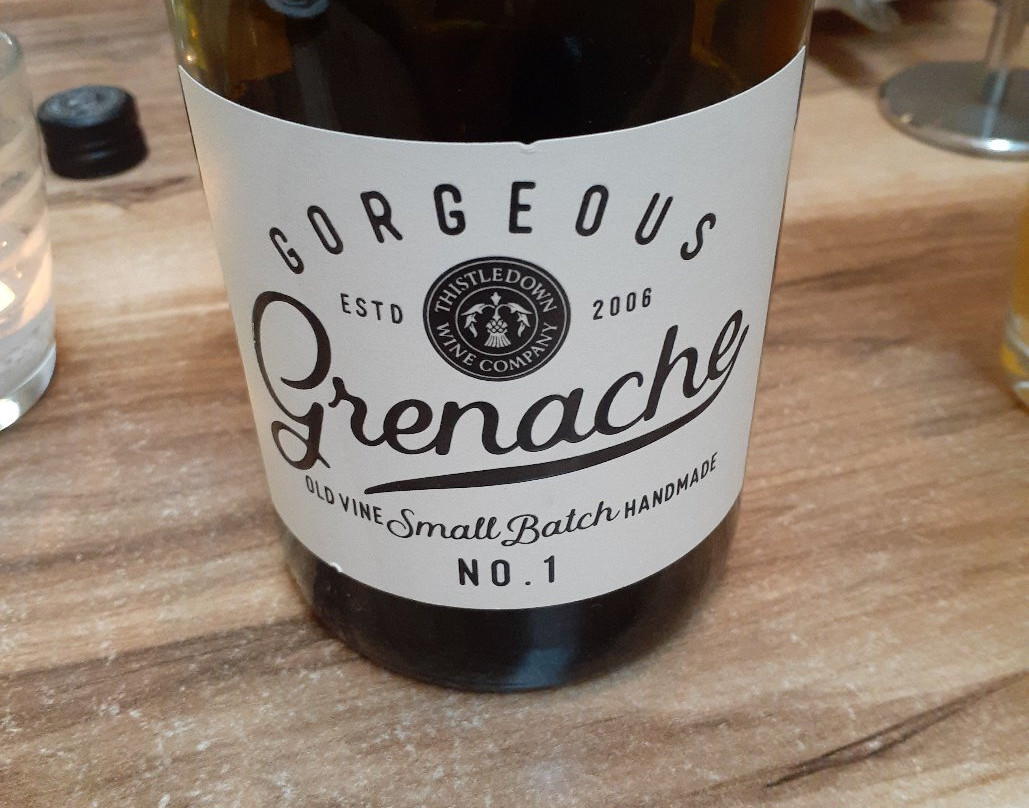 GORGEOUS
ESTD 2006
THISTLEDOWN
WINE COMPANY
Grenache
OLD VINE Small Batch HANDMADE
NO.1